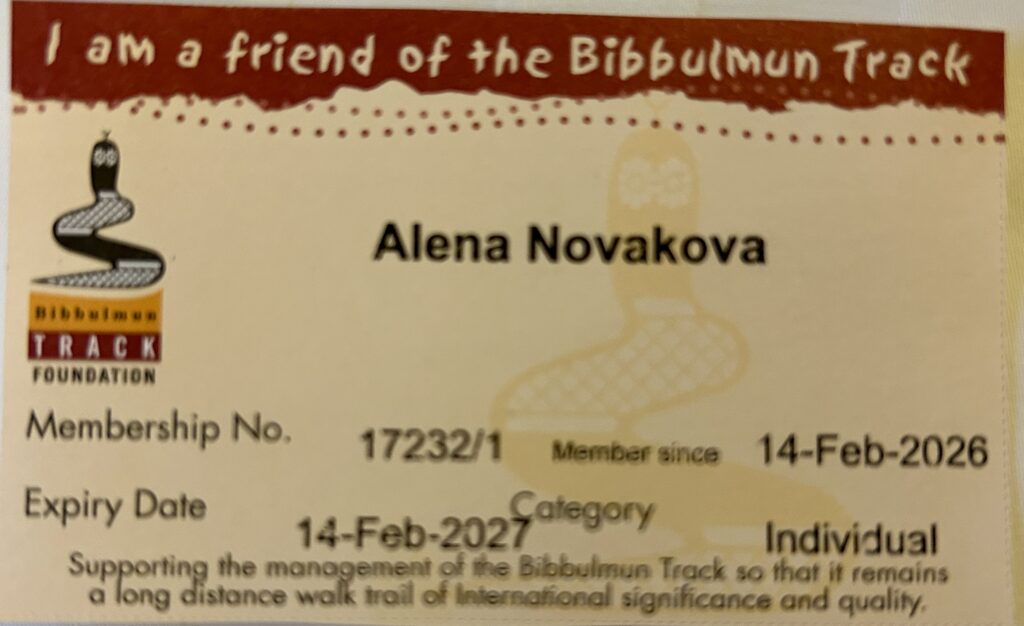 I am a friend of the Bibbulmun Track
Alena Novakova
Bibbulmun
TRACK
FOUNDATION
Membership No. 17232/1 Member since 14-Feb-2026
Expiry Date 14-Feb-2027 Category Individual
Supporting the management of the Bibbulmun Track so that it remains
a long distance walk trail of International significance and quality.